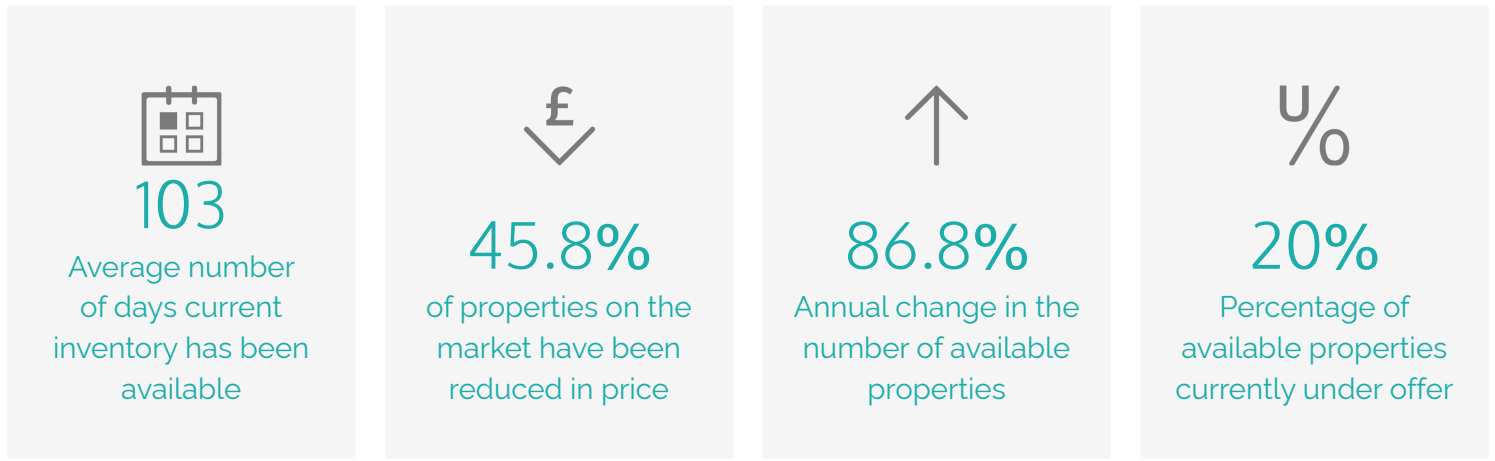 103
Average number
of days current
inventory has been
available
£
45.8%
of properties on the
market have been
reduced in price
86.8%
Annual change in the
number of available
properties
U/O
20%
Percentage of
available properties
currently under offer